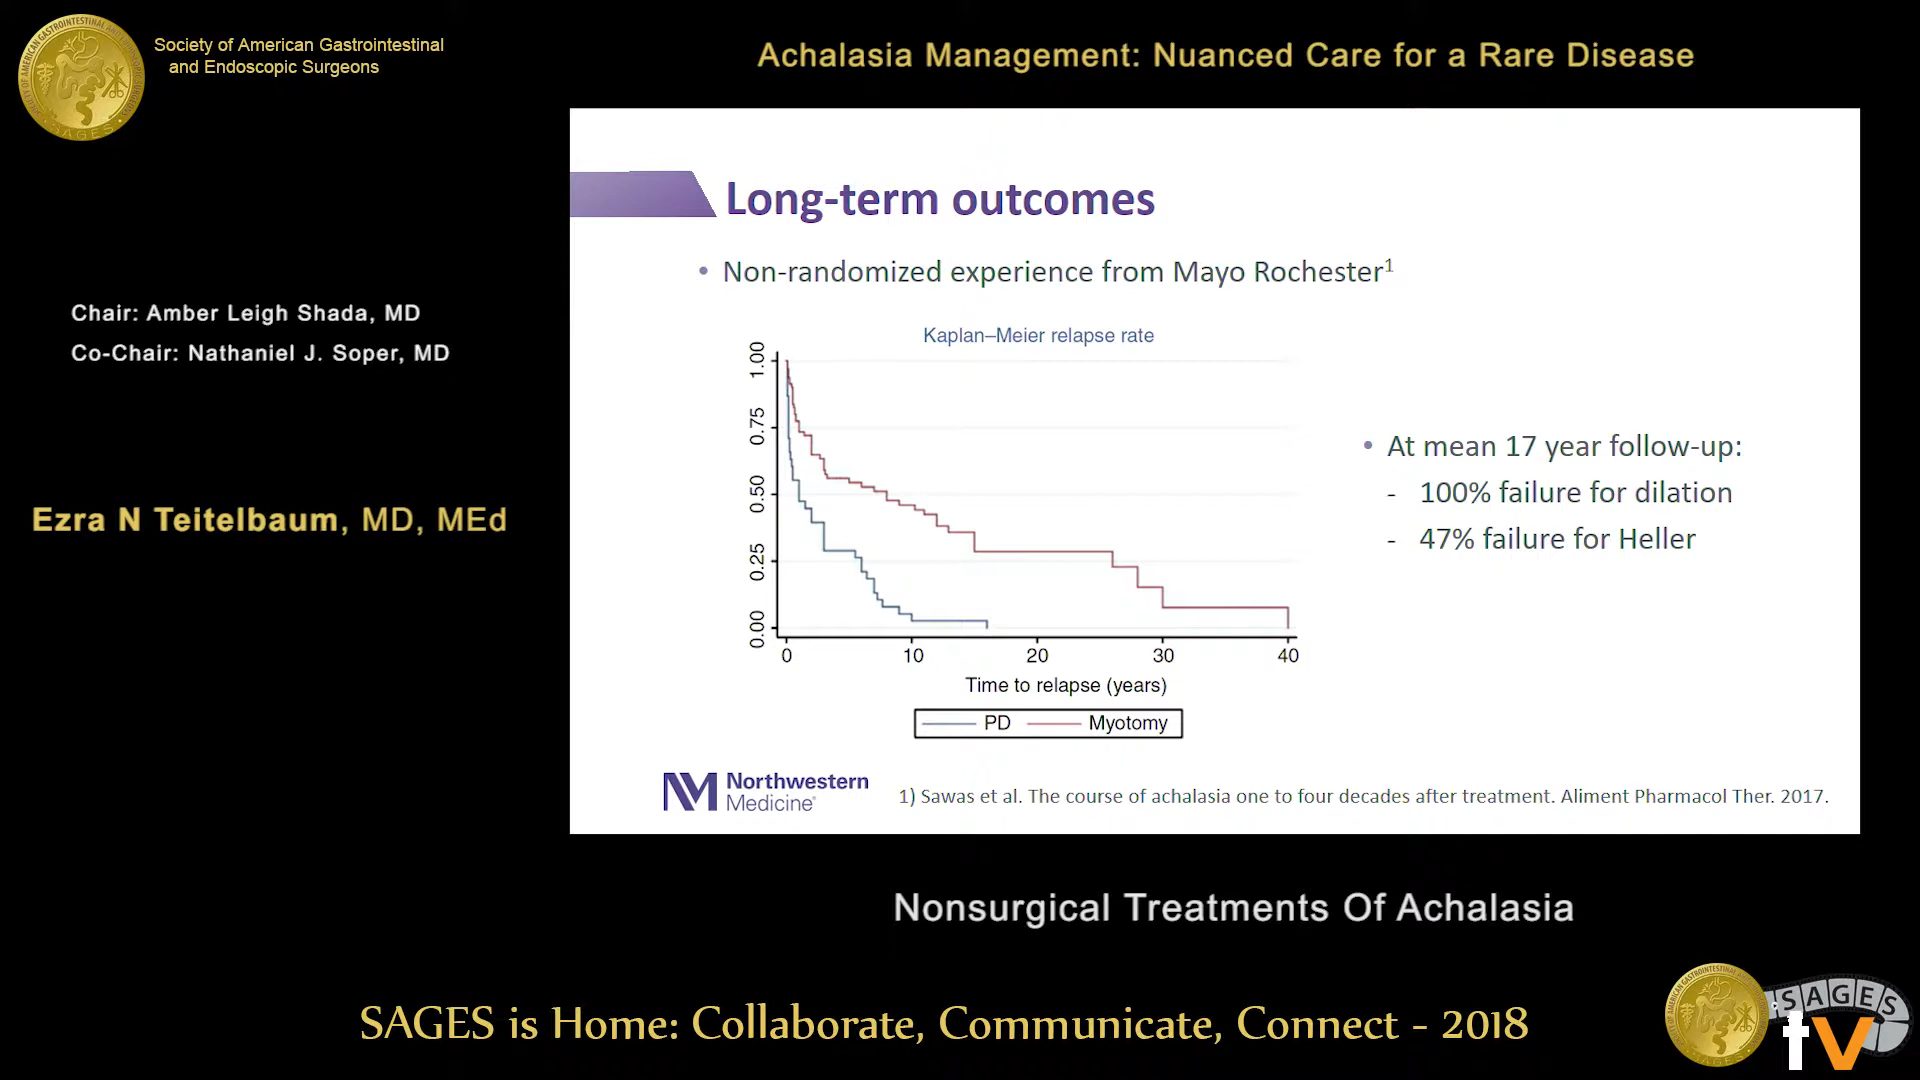 Society of American Gastrointestinal
and Endoscopic Surgeons
Achalasia Management: Nuanced Care for a Rare Disease
Chair: Amber Leigh Shada, MD
Co-Chair: Nathaniel J. Soper, MD
Ezra N Teitelbaum, MD, MEd
Long-term outcomes
• Non-randomized experience from Mayo Rochester¹
Kaplan–Meier relapse rate
1.00
0.75
0.50
0.25
0.00
0 10 20 30 40
Time to relapse (years)
PD Myotomy
• At mean 17 year follow-up:
- 100% failure for dilation
- 47% failure for Heller
Northwestern
Medicine®
1) Sawas et al. The course of achalasia one to four decades after treatment. Aliment Pharmacol Ther. 2017.
Nonsurgical Treatments Of Achalasia
SAGES is Home: Collaborate, Communicate, Connect - 2018
SAGES
tv